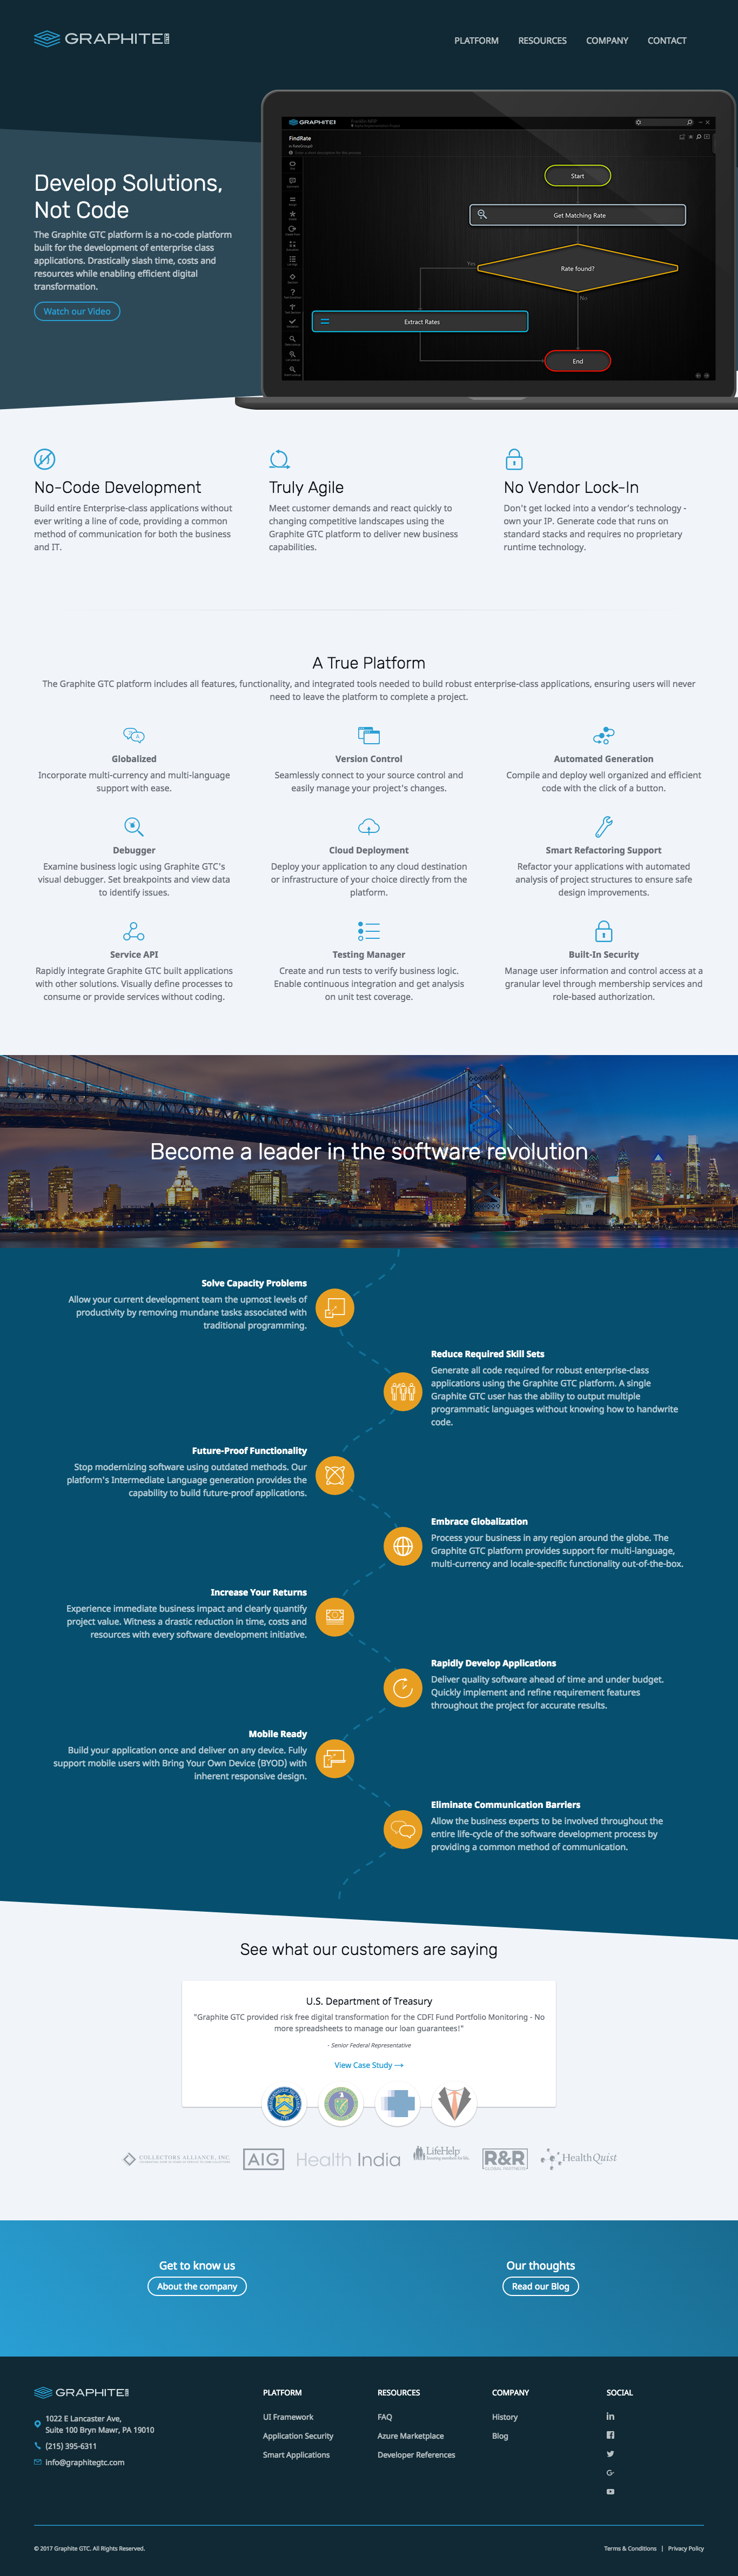 GRAPHITE GTC
PLATFORM
RESOURCES
COMPANY
CONTACT
GRAPHITE
FindRate
Start
Get Matching Rate
Yes
Rate found?
No
Extract Rates
End
Develop Solutions,
Not Code
The Graphite GTC platform is a no-code platform
built for the development of enterprise class
applications. Drastically slash time, costs and
resources while enabling efficient digital
transformation.
Watch our Video
No-Code Development
Build entire Enterprise-class applications without
ever writing a line of code, providing a common
method of communication for both the business
and IT.
Truly Agile
Meet customer demands and react quickly to
changing competitive landscapes using the
Graphite GTC platform to deliver new business
capabilities.
No Vendor Lock-In
Don't get locked into a vendor's technology -
own your IP. Generate code that runs on
standard stacks and requires no proprietary
runtime technology.
A True Platform
The Graphite GTC platform includes all features, functionality, and integrated tools needed to build robust enterprise-class applications, ensuring users will never
need to leave the platform to complete a project.
Globalized
Incorporate multi-currency and multi-language
support with ease.
Version Control
Seamlessly connect to your source control and
easily manage your project's changes.
Automated Generation
Compile and deploy well organized and efficient
code with the click of a button.
Debugger
Examine business logic using Graphite GTC's
visual debugger. Set breakpoints and view data
to identify issues.
Cloud Deployment
Deploy your application to any cloud destination
or infrastructure of your choice directly from the
platform.
Smart Refactoring Support
Refactor your applications with automated
analysis of project structures to ensure safe
design improvements.
Service API
Rapidly integrate Graphite GTC built applications
with other solutions. Visually define processes to
consume or provide services without coding.
Testing Manager
Create and run tests to verify business logic.
Enable continuous integration and get analysis
on unit test coverage.
Built-In Security
Manage user information and control access at a
granular level through membership services and
role-based authorization.
Become a leader in the software revolution
Solve Capacity Problems
Allow your current development team the upmost levels of
productivity by removing mundane tasks associated with
traditional programming.
Reduce Required Skill Sets
Generate all code required for robust enterprise-class
applications using the Graphite GTC platform. A single
Graphite GTC user has the ability to output multiple
programmatic languages without knowing how to handwrite
code.
Future-Proof Functionality
Stop modernizing software using outdated methods. Our
platform's Intermediate Language generation provides the
capability to build future-proof applications.
Embrace Globalization
Process your business in any region around the globe. The
Graphite GTC platform provides support for multi-language,
multi-currency and locale-specific functionality out-of-the-box.
Increase Your Returns
Experience immediate business impact and clearly quantify
project value. Witness a drastic reduction in time, costs and
resources with every software development initiative.
Rapidly Develop Applications
Deliver quality software ahead of time and under budget.
Quickly implement and refine requirement features
throughout the project for accurate results.
Mobile Ready
Build your application once and deliver on any device. Fully
support mobile users with Bring Your Own Device (BYOD) with
inherent responsive design.
Eliminate Communication Barriers
Allow the business experts to be involved throughout the
entire life-cycle of the software development process by
providing a common method of communication.
See what our customers are saying
U.S. Department of Treasury
"Graphite GTC provided risk free digital transformation for the CDFI Fund Portfolio Monitoring - No
more spreadsheets to manage our loan guarantees!"
- Senior Federal Representative
View Case Study →
COLLECTORS ALLIANCE, INC
AIG
Health India
LifeHelp
R&R
GLOBAL PARTNERS
HealthQuist
Get to know us
About the company
Our thoughts
Read our Blog
GRAPHITE GTC
1022 E Lancaster Ave,
Suite 100 Bryn Mawr, PA 19010
(215) 395-6311
info@graphitegtc.com
PLATFORM
UI Framework
Application Security
Smart Applications
RESOURCES
FAQ
Azure Marketplace
Developer References
COMPANY
History
Blog
SOCIAL
© 2017 Graphite GTC. All Rights Reserved.
Terms & Conditions | Privacy Policy